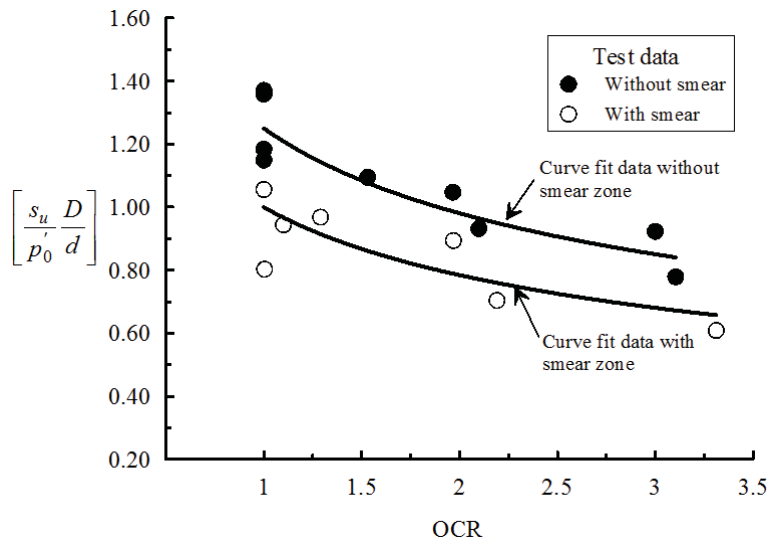 1.60
1.40
1.20
1.00
0.80
0.60
0.40
0.20
[s_u/p'_0 D/d]
Test data
Without smear
With smear
Curve fit data without
smear zone
Curve fit data with
smear zone
1 1.5 2 2.5 3 3.5
OCR